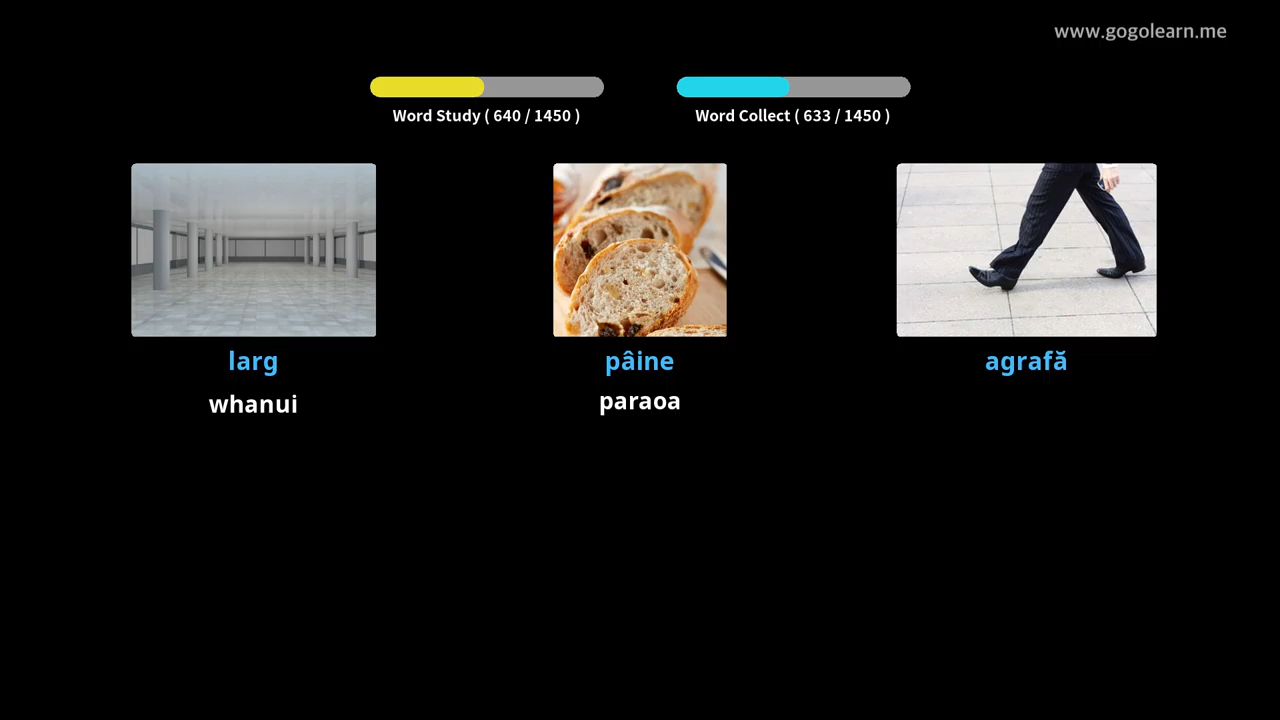 www.gogolearn.me
Word Study ( 640 / 1450 )
Word Collect ( 633 / 1450 )
larg
pâine
agrafă
whanui
paraoa